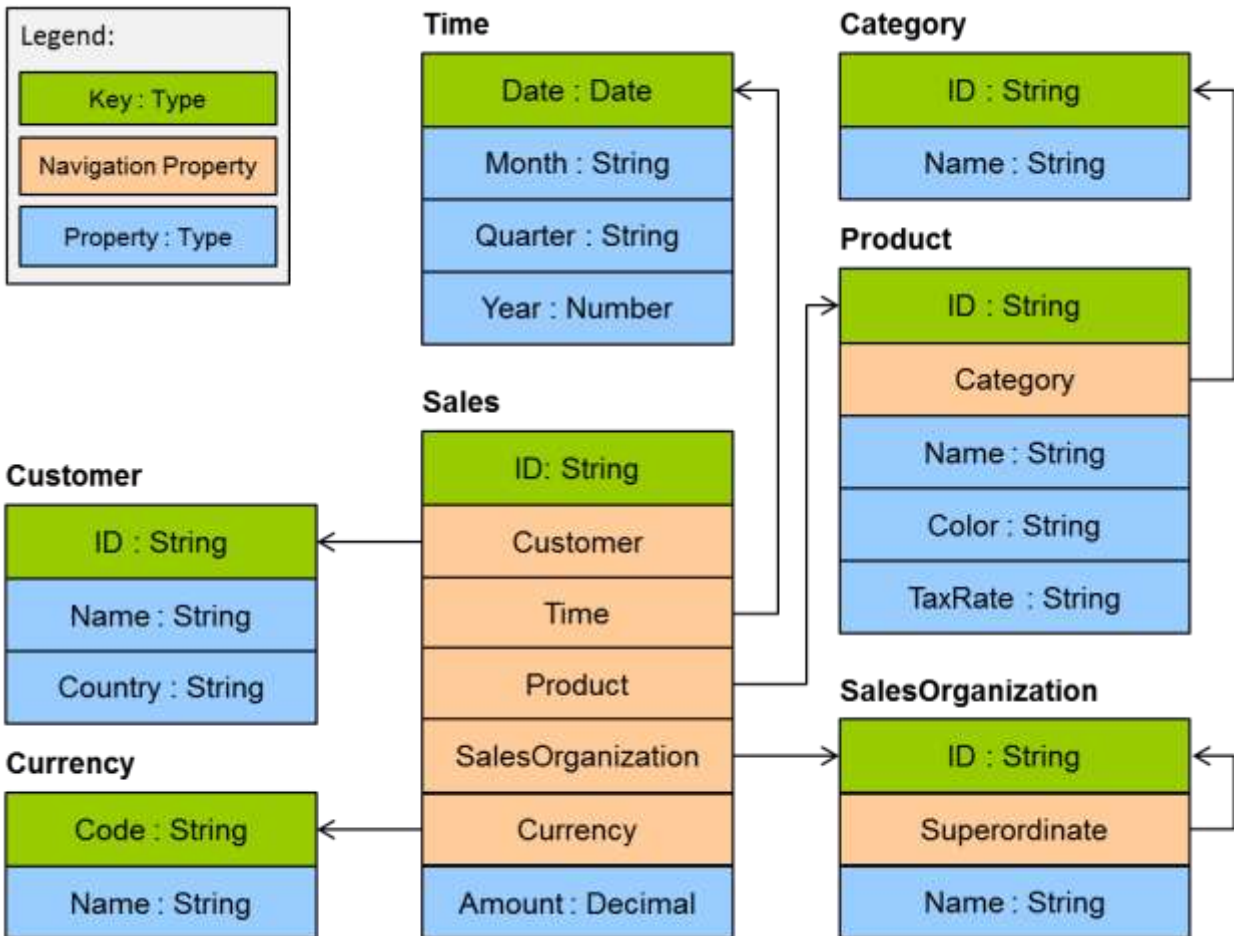 Legend:
Key : Type
Navigation Property
Property : Type
Time
Date : Date
Month : String
Quarter : String
Year : Number
Category
ID : String
Name : String
Product
ID : String
Category
Name : String
Color : String
TaxRate : String
Sales
ID: String
Customer
Time
Product
SalesOrganization
Currency
Amount : Decimal
Customer
ID : String
Name : String
Country : String
Currency
Code : String
Name : String
SalesOrganization
ID : String
Superordinate
Name : String